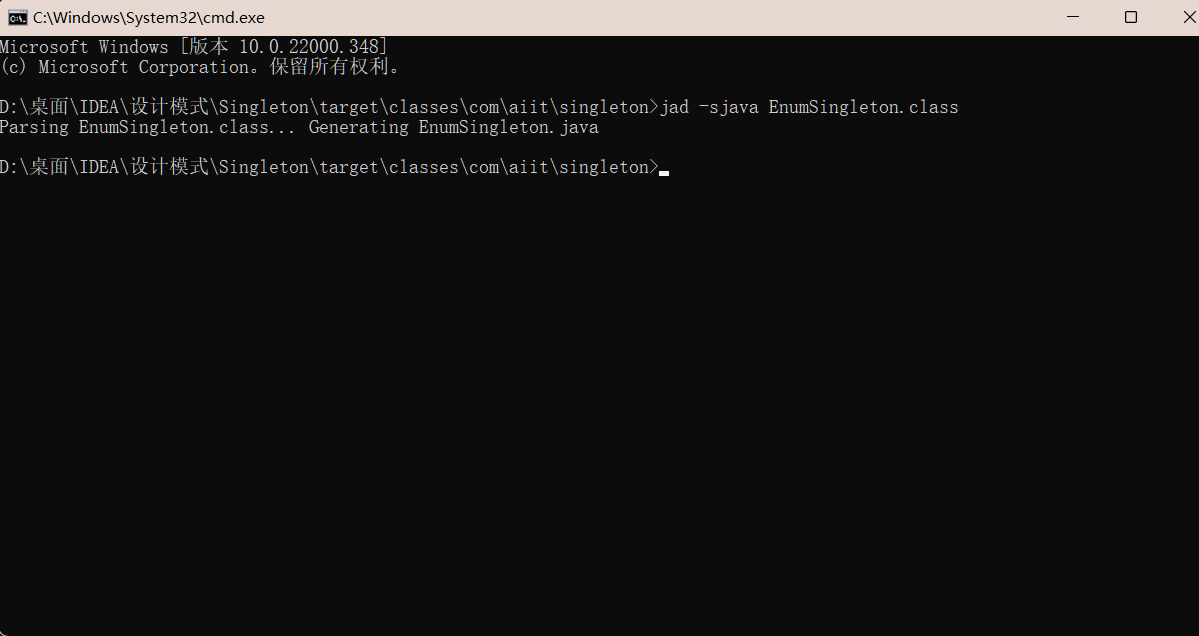 C:\Windows\System32\cmd.exe
Microsoft Windows [版本 10.0.22000.348]
(c) Microsoft Corporation。保留所有权利。
D:\桌面\IDEA\设计模式\Singleton\target\classes\com\aiit\singleton>jad -sjava EnumSingleton.class
Parsing EnumSingleton.class... Generating EnumSingleton.java
D:\桌面\IDEA\设计模式\Singleton\target\classes\com\aiit\singleton>